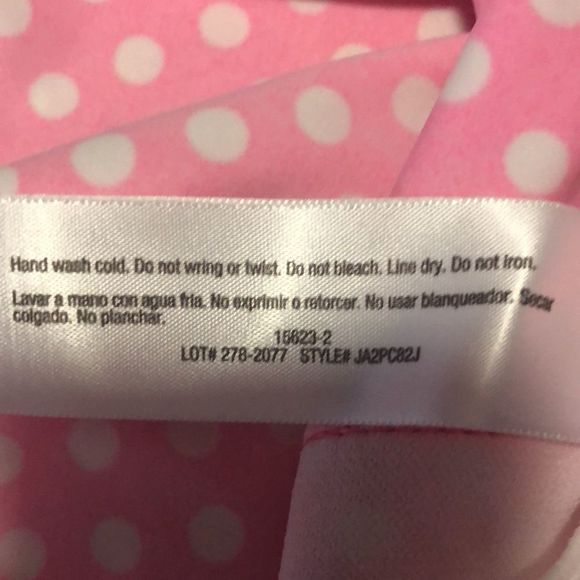 Hand wash cold. Do not wring or twist. Do not bleach. Line dry. Do not iron.
Lavar a mano con agua fria. No exprimir o retorcer. No usar blanqueador. Secar
colgado. No planchar.
15623-2
LOT# 278-2077 STYLE# JA2PC82J